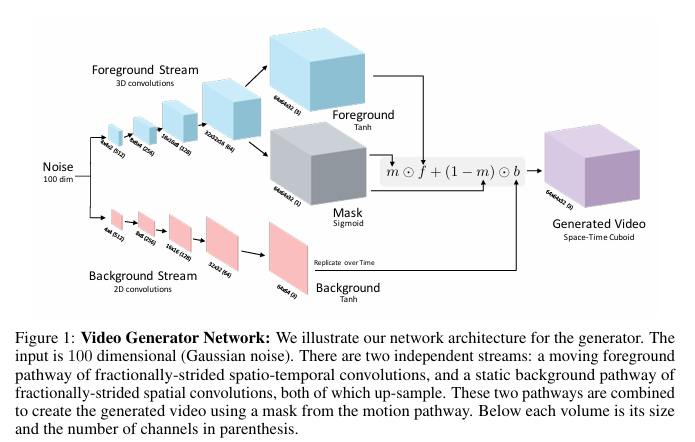 Foreground Stream
3D convolutions
4x4x2 (512)
8x8x4 (256)
16x16x8 (128)
32x32x16 (64)
64x64x32 (3)
Foreground
Tanh
64x64x32 (1)
Mask
Sigmoid
Noise
100 dim
m ⊙ f + (1 − m) ⊙ b
64x64x32 (3)
Generated Video
Space-Time Cuboid
4x4 (512)
8x8 (256)
16x16 (128)
32x32 (64)
64x64 (3)
Background Stream
2D convolutions
Replicate over Time
Background
Tanh
Figure 1: Video Generator Network: We illustrate our network architecture for the generator. The
input is 100 dimensional (Gaussian noise). There are two independent streams: a moving foreground
pathway of fractionally-strided spatio-temporal convolutions, and a static background pathway of
fractionally-strided spatial convolutions, both of which up-sample. These two pathways are combined
to create the generated video using a mask from the motion pathway. Below each volume is its size
and the number of channels in parenthesis.